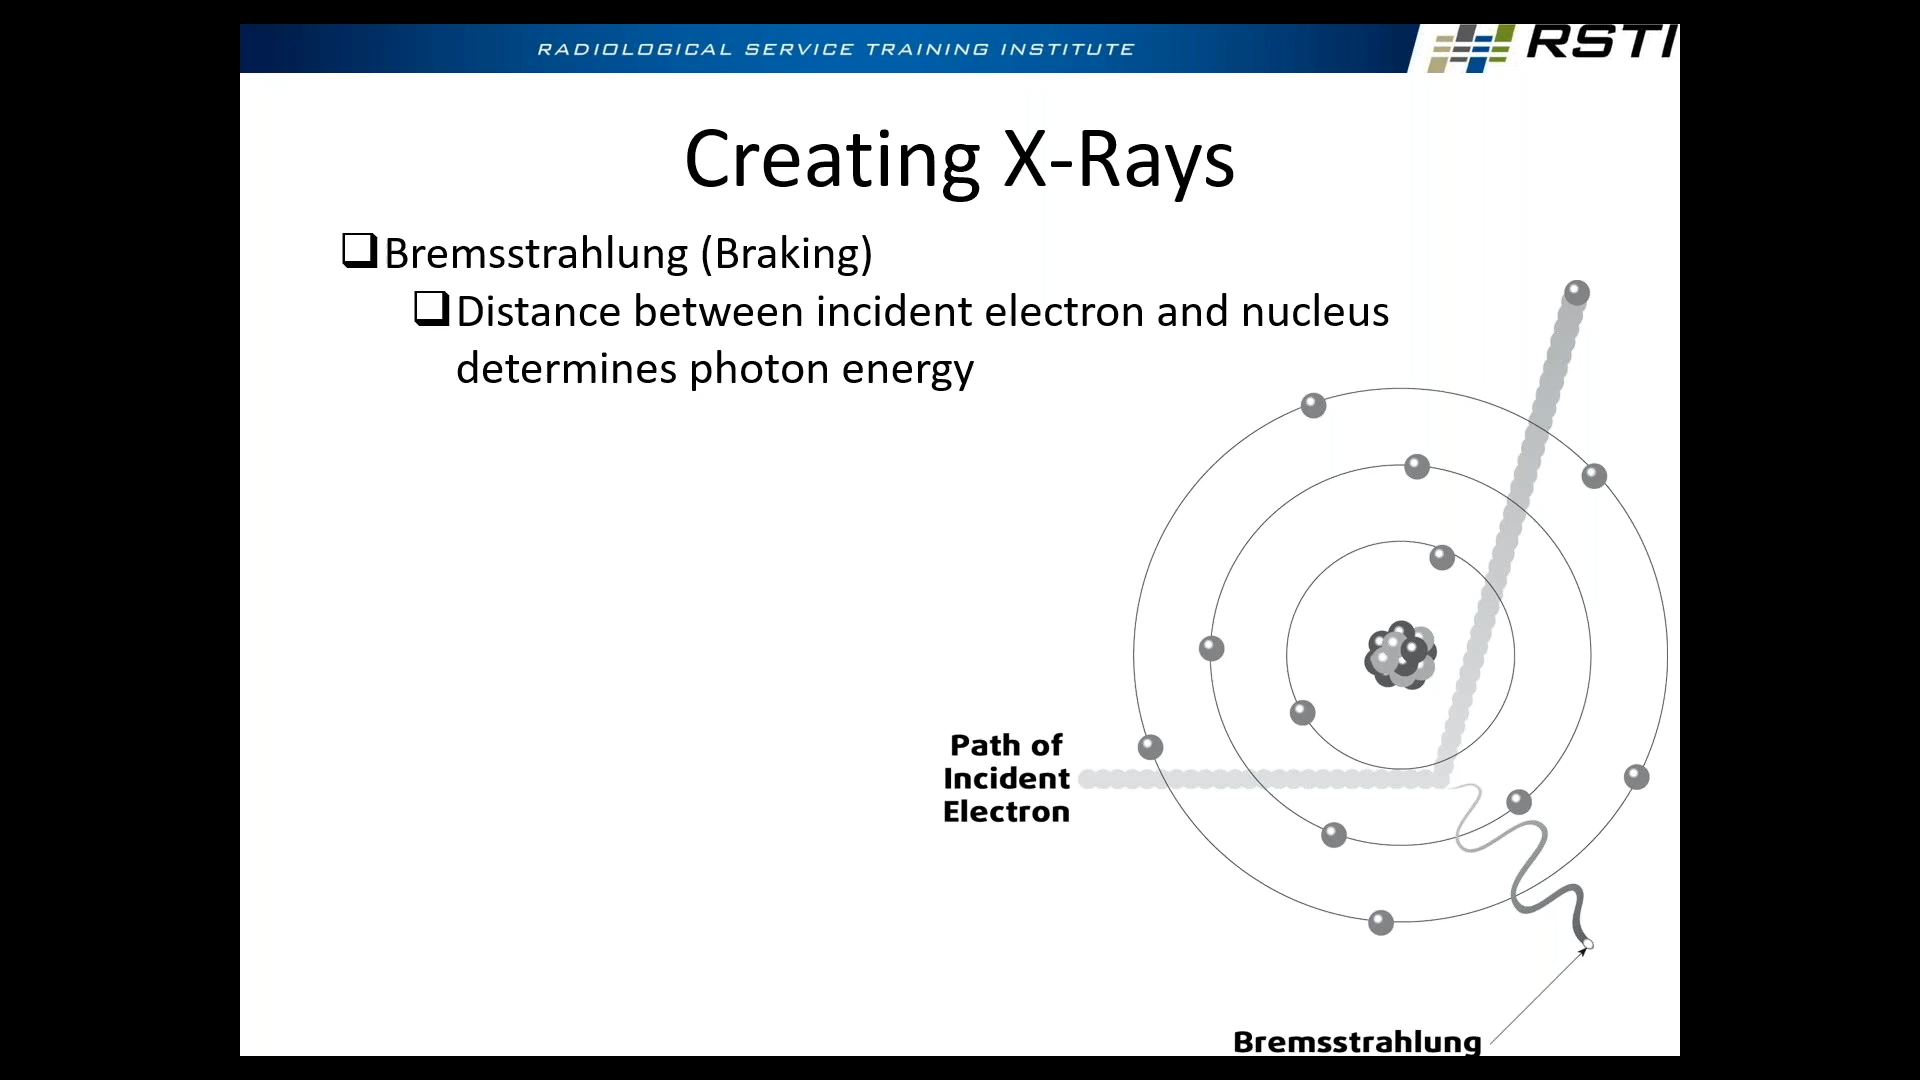 RADIOLOGICAL SERVICE TRAINING INSTITUTE
RSTI
Creating X-Rays
❑Bremsstrahlung (Braking)
❑Distance between incident electron and nucleus
determines photon energy
Path of
Incident
Electron
Bremsstrahlung